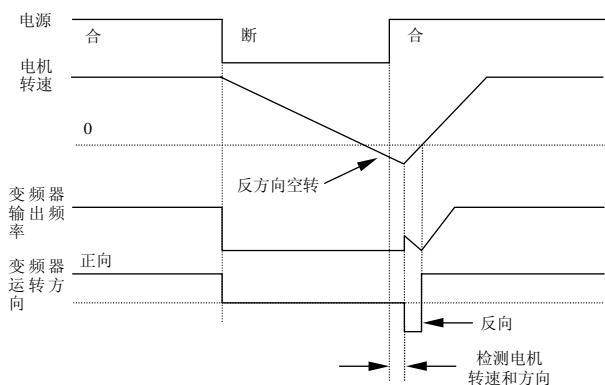 电源
合
断
合
电机
转速
0
反方向空转
变频器
输出频
率
变频器
运转方
向
正向
反向
检测电机
转速和方向